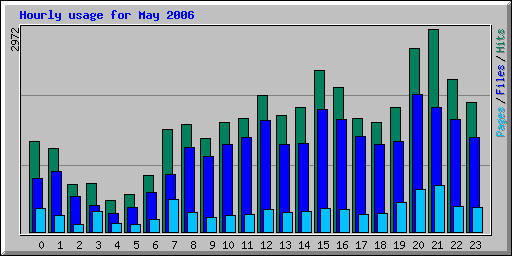 Hourly usage for May 2006
2972
Pages/Files/Hits
0 1 2 3 4 5 6 7 8 9 10 11 12 13 14 15 16 17 18 19 20 21 22 23